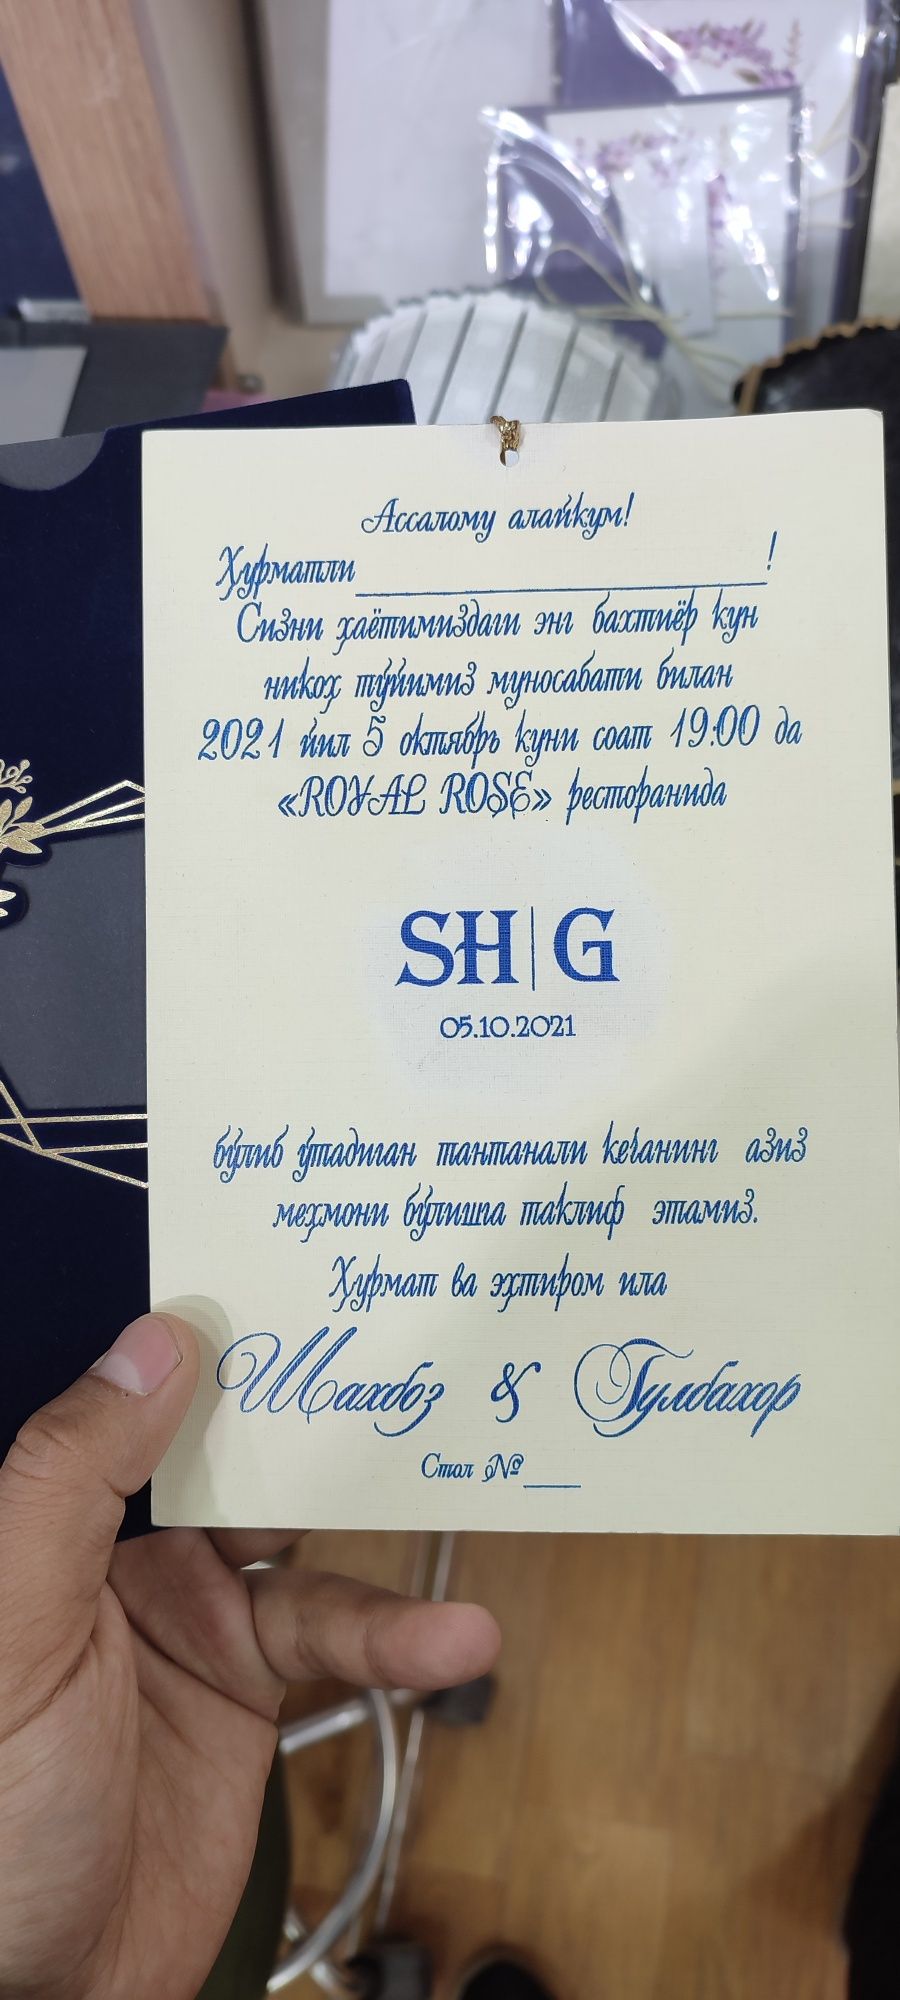 Ассалому алайкум!
Ҳурматли____________________!
Сизни ҳаётимиздаги энг бахтиёр кун
никоҳ тўйимиз муносабати билан
2021 йил 5 октябрь куни соат 19:00 да
«ROYAL ROSE» ресторанида
SH|G
05.10.2021
бўлиб ўтадиган тантанали кечанинг азиз
меҳмони бўлишга таклиф этамиз.
Ҳурмат ва эҳтиром ила
Шахбоз & Гулбахор
Стол №____